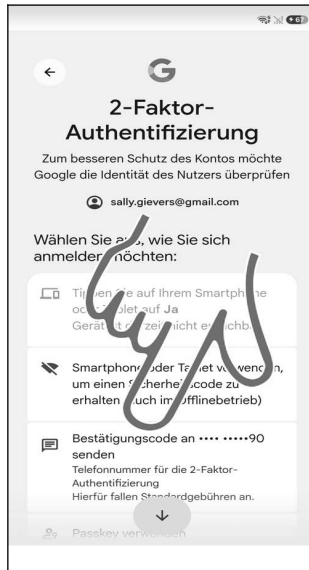 67
G
2-Faktor-
Authentifizierung
Zum besseren Schutz des Kontos möchte
Google die Identität des Nutzers überprüfen
sally.gievers@gmail.com
Wählen Sie aus, wie Sie sich
anmelden möchten:
Tippen Sie auf Ihrem Smartphone
oder Tablet auf Ja
Gerät ist derzeit nicht erreichbar
Smartphone oder Tablet verwenden,
um einen Sicherheitscode zu
erhalten (auch im Offlinebetrieb)
Bestätigungscode an •••• •••••90
senden
Telefonnummer für die 2-Faktor-
Authentifizierung
Hierfür fallen Standardgebühren an.
Passkey verwenden